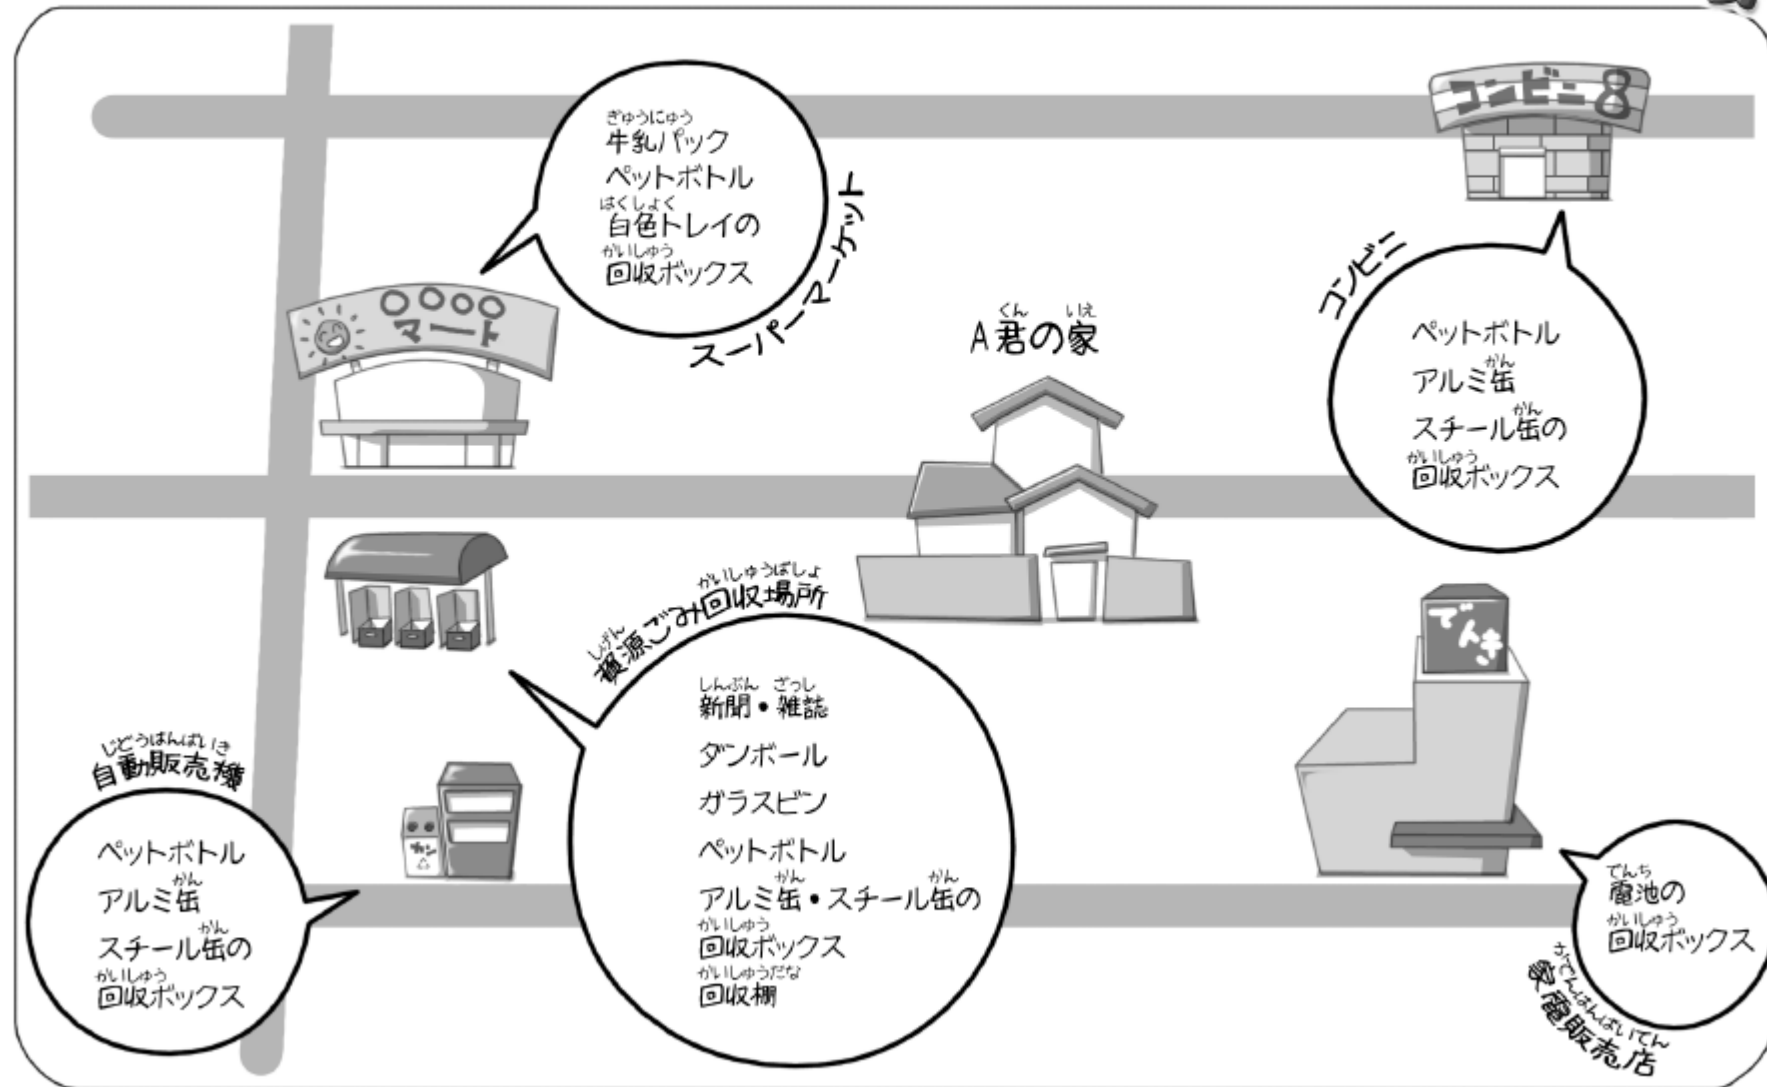 ぎゅうにゅう
牛乳パック
ペットボトル
はくしょく
白色トレイの
かいしゅう
回収ボックス
スーパーマーケット
〇〇〇〇
マート
くん いえ
A君の家
コンビニ8
コンビニ
ペットボトル
かん
アルミ缶
かん
スチール缶の
かいしゅう
回収ボックス
しげん かいしゅうばしょ
資源ごみ回収場所
しんぶん ざっし
新聞・雑誌
ダンボール
ガラスビン
ペットボトル
かん かん
アルミ缶・スチール缶の
かいしゅう
回収ボックス
かいしゅうだな
回収棚
じどうはんばいき
自動販売機
ペットボトル
かん
アルミ缶
かん
スチール缶の
かいしゅう
回収ボックス
でんき
でんち
電池の
かいしゅう
回収ボックス
かでんはんばいてん
家電販売店